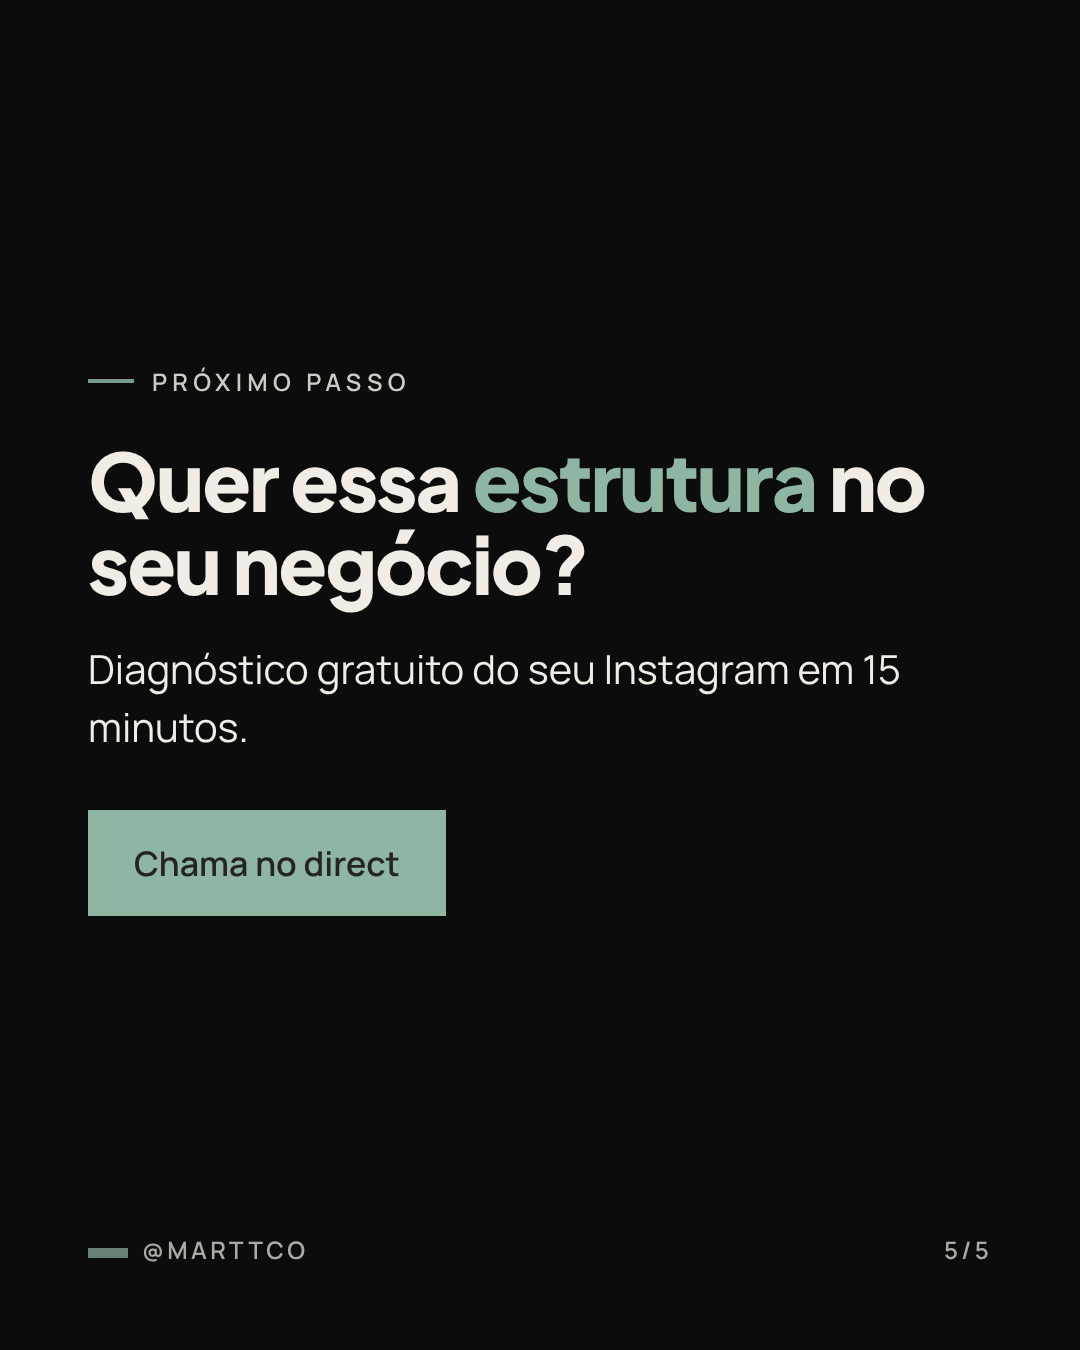 PRÓXIMO PASSO
Quer essa estrutura no
seu negócio?
Diagnóstico gratuito do seu Instagram em 15
minutos.
Chama no direct
@MARTTCO
5/5